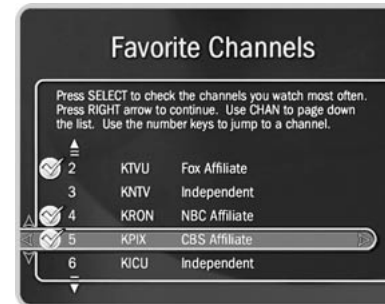 Favorite Channels
Press SELECT to check the channels you watch most often.
Press RIGHT arrow to continue. Use CHAN to page down
the list. Use the number keys to jump to a channel.
2 KTVU Fox Affiliate
3 KNTV Independent
4 KRON NBC Affiliate
5 KPIX CBS Affiliate
6 KICU Independent